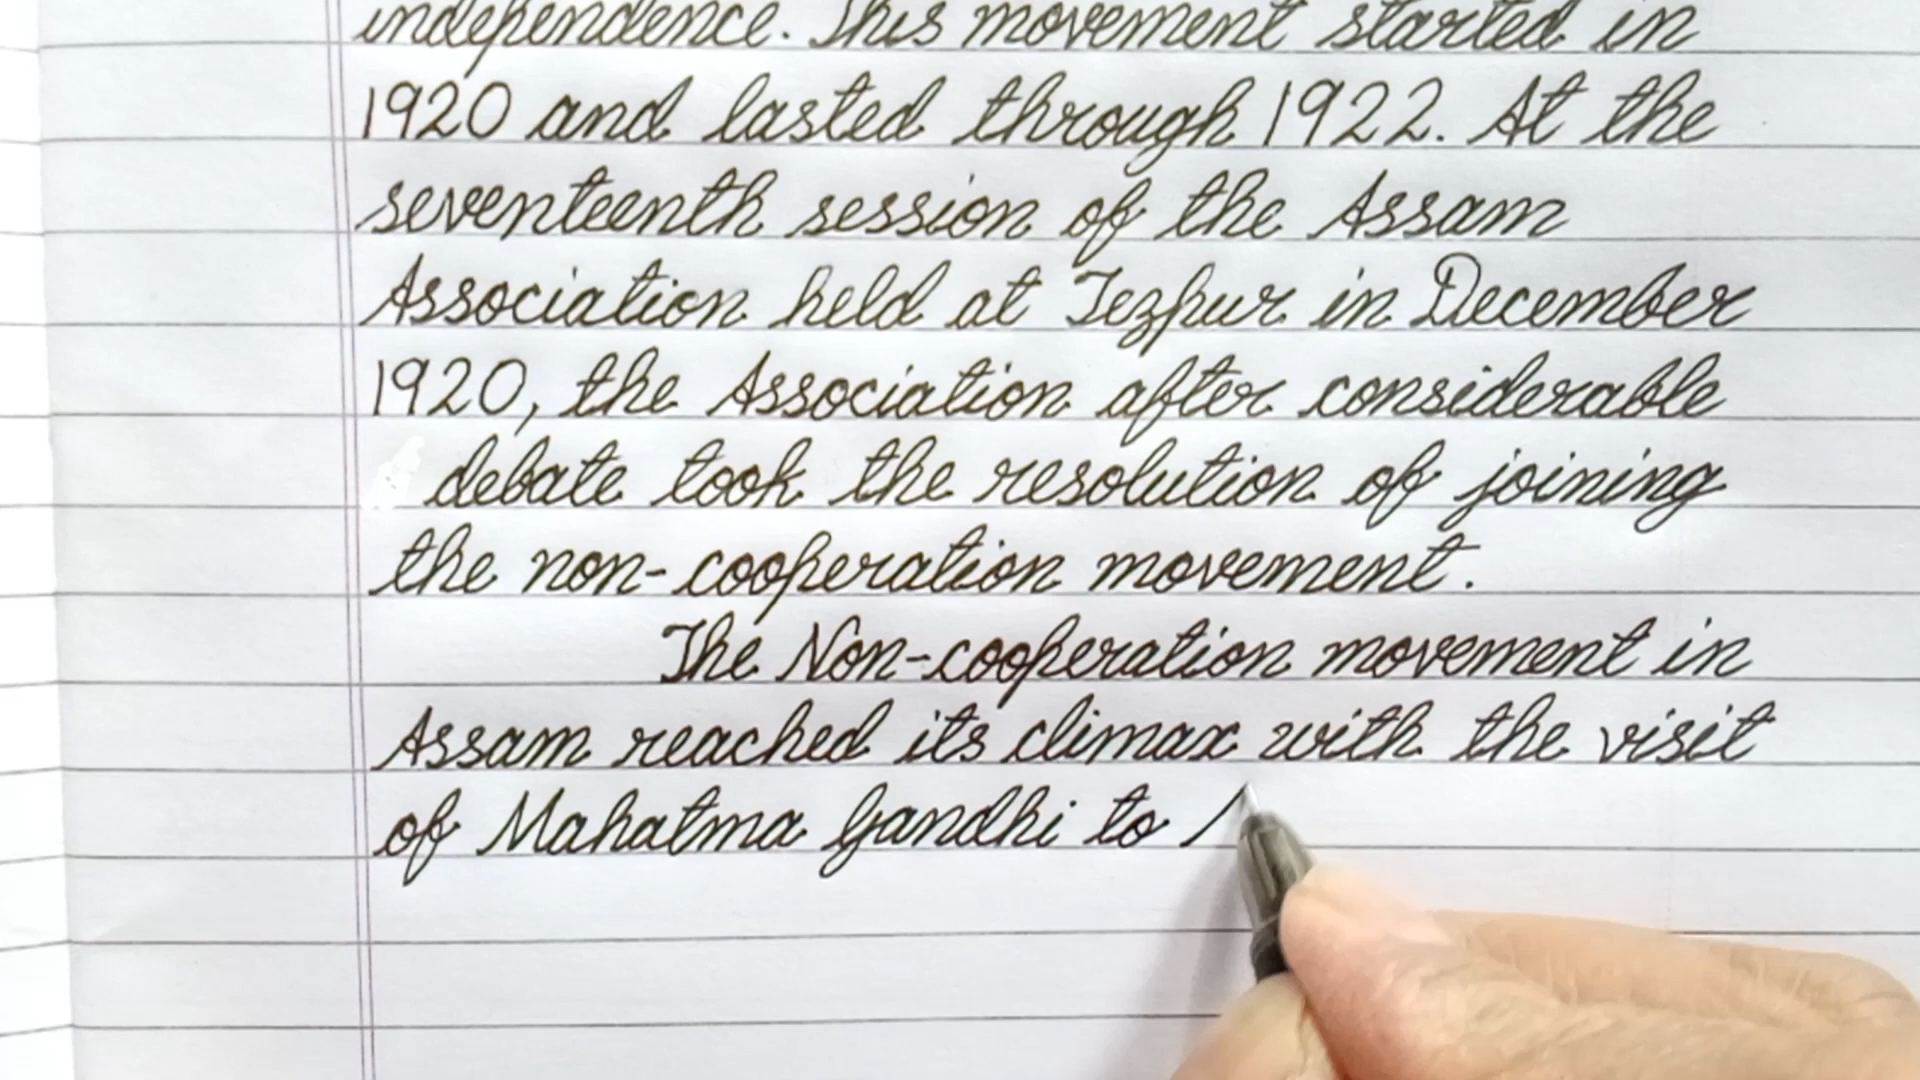 independence. This movement started in
1920 and lasted through 1922. At the
seventeenth session of the Assam
Association held at Tezpur in December
1920, the Association after considerable
debate took the resolution of joining
the non-cooperation movement.
The Non-cooperation movement in
Assam reached its climax with the visit
of Mahatma Gandhi to